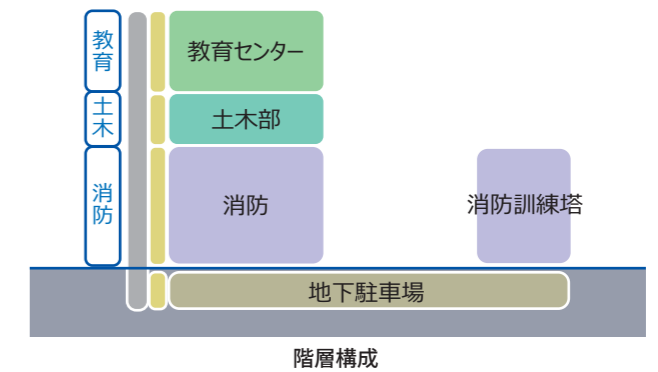 教育
教育センター
土木
土木部
消防
消防
消防訓練塔
地下駐車場
階層構成